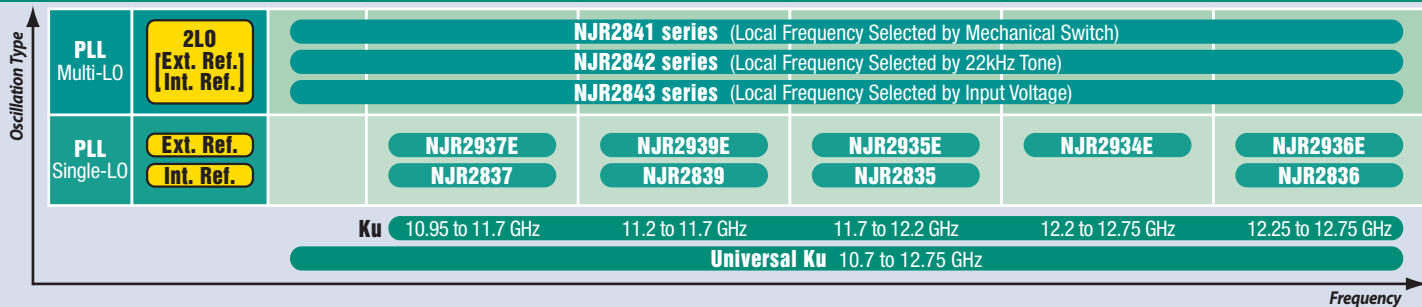 Oscillation Type
PLL
Multi-LO
2LO
[Ext. Ref.]
[Int. Ref.]
NJR2841 series (Local Frequency Selected by Mechanical Switch)
NJR2842 series (Local Frequency Selected by 22kHz Tone)
NJR2843 series (Local Frequency Selected by Input Voltage)
PLL
Single-LO
Ext. Ref.
Int. Ref.
NJR2937E NJR2939E NJR2935E NJR2934E NJR2936E
NJR2837 NJR2839 NJR2835 NJR2836
Ku 10.95 to 11.7 GHz 11.2 to 11.7 GHz 11.7 to 12.2 GHz 12.2 to 12.75 GHz 12.25 to 12.75 GHz
Universal Ku 10.7 to 12.75 GHz
Frequency